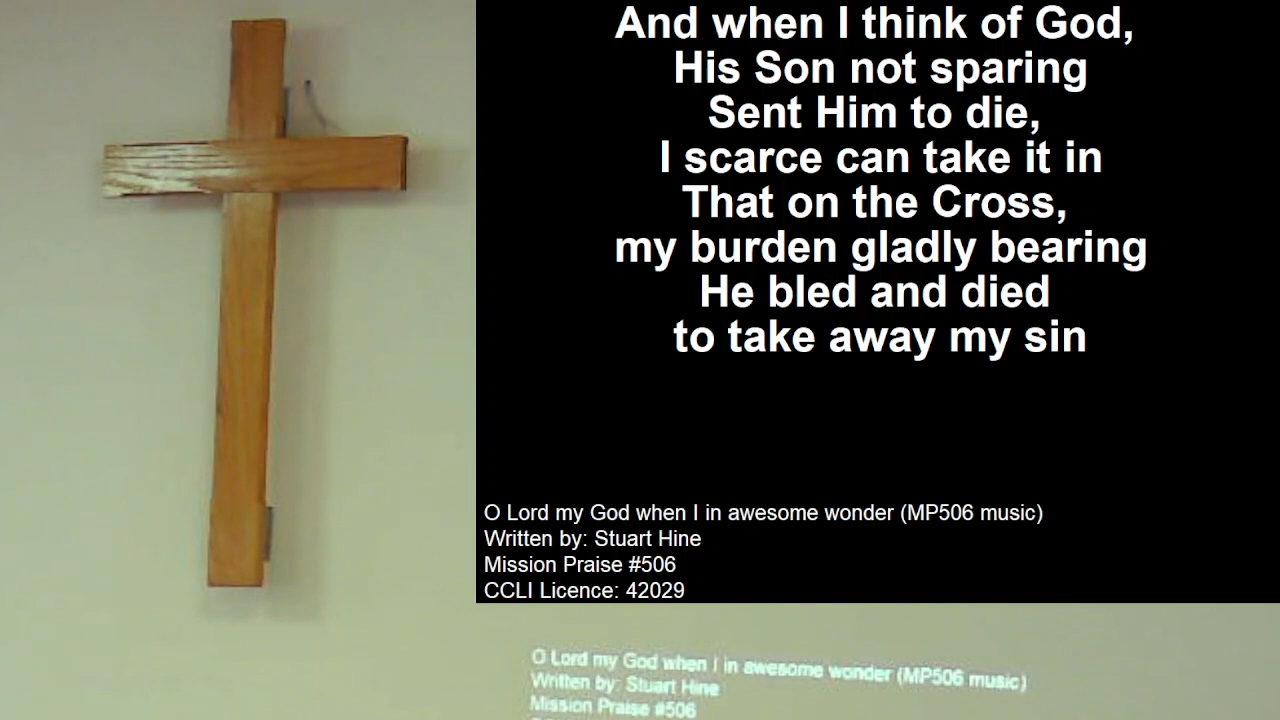 And when I think of God,
His Son not sparing
Sent Him to die,
I scarce can take it in
That on the Cross,
my burden gladly bearing
He bled and died
to take away my sin
O Lord my God when I in awesome wonder (MP506 music)
Written by: Stuart Hine
Mission Praise #506
CCLI Licence: 42029
O Lord my God when I in awesome wonder (MP506 music)
Written by: Stuart Hine
Mission Praise #506